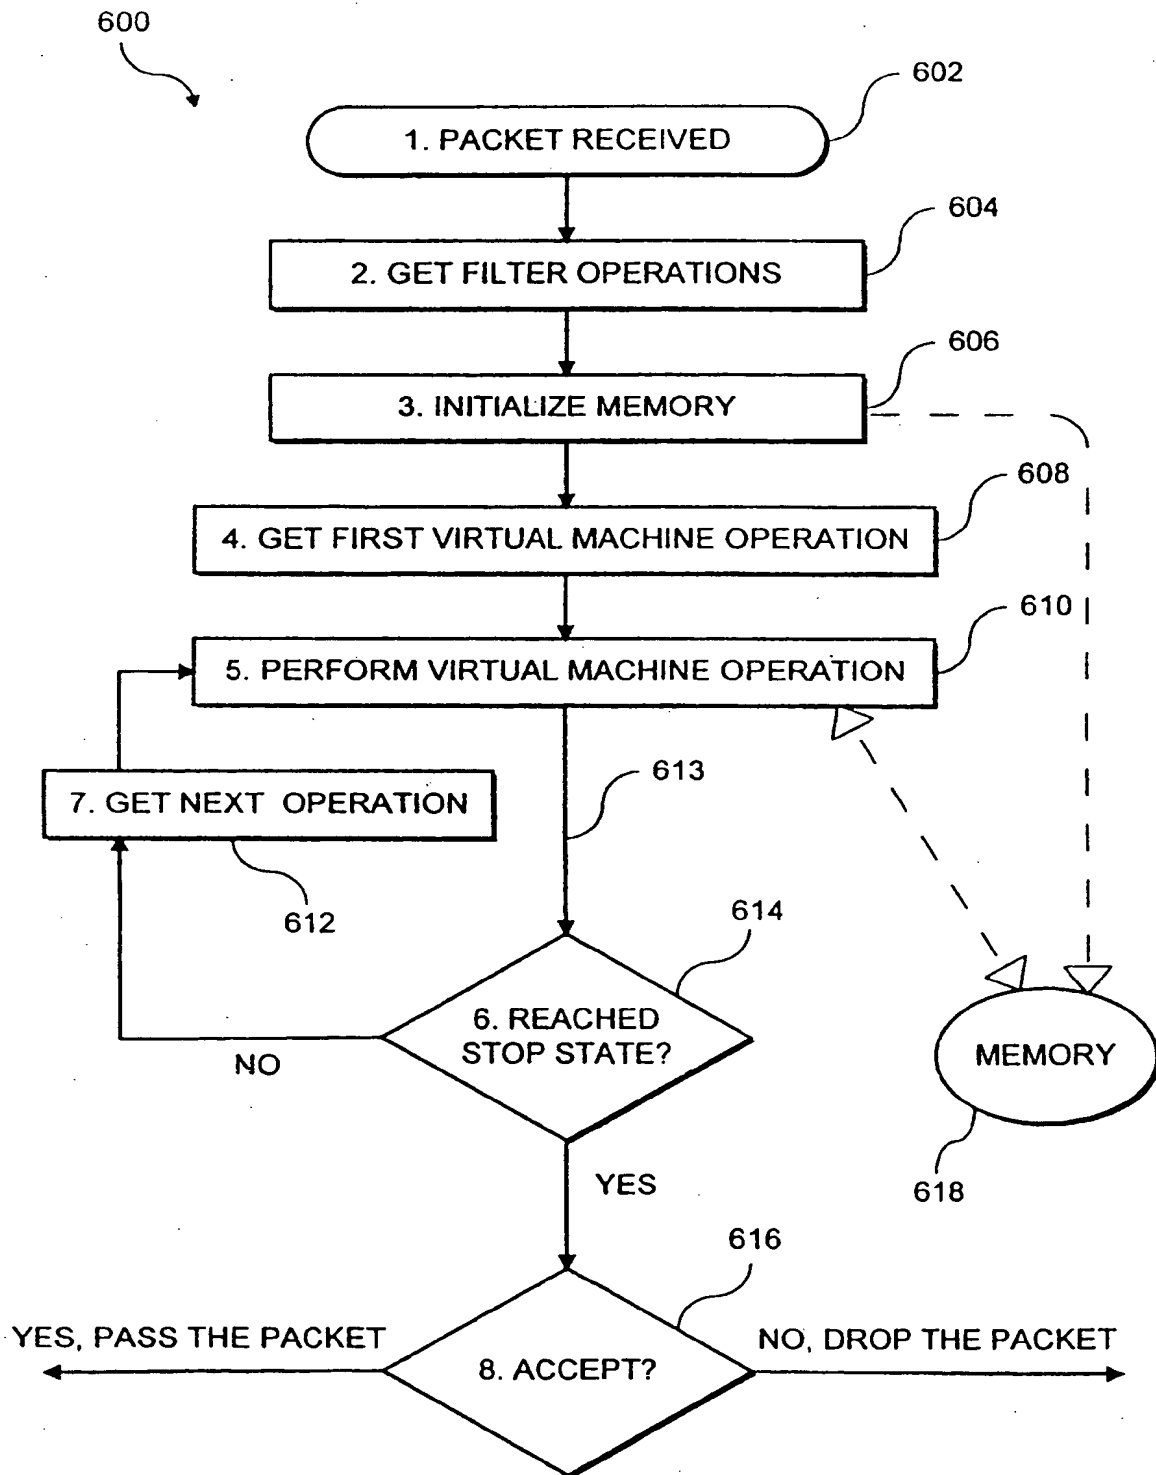 600
602
1. PACKET RECEIVED
604
2. GET FILTER OPERATIONS
606
3. INITIALIZE MEMORY
608
4. GET FIRST VIRTUAL MACHINE OPERATION
610
5. PERFORM VIRTUAL MACHINE OPERATION
613
7. GET NEXT OPERATION
612
614
6. REACHED
STOP STATE?
NO
MEMORY
618
YES
616
YES, PASS THE PACKET
NO, DROP THE PACKET
8. ACCEPT?